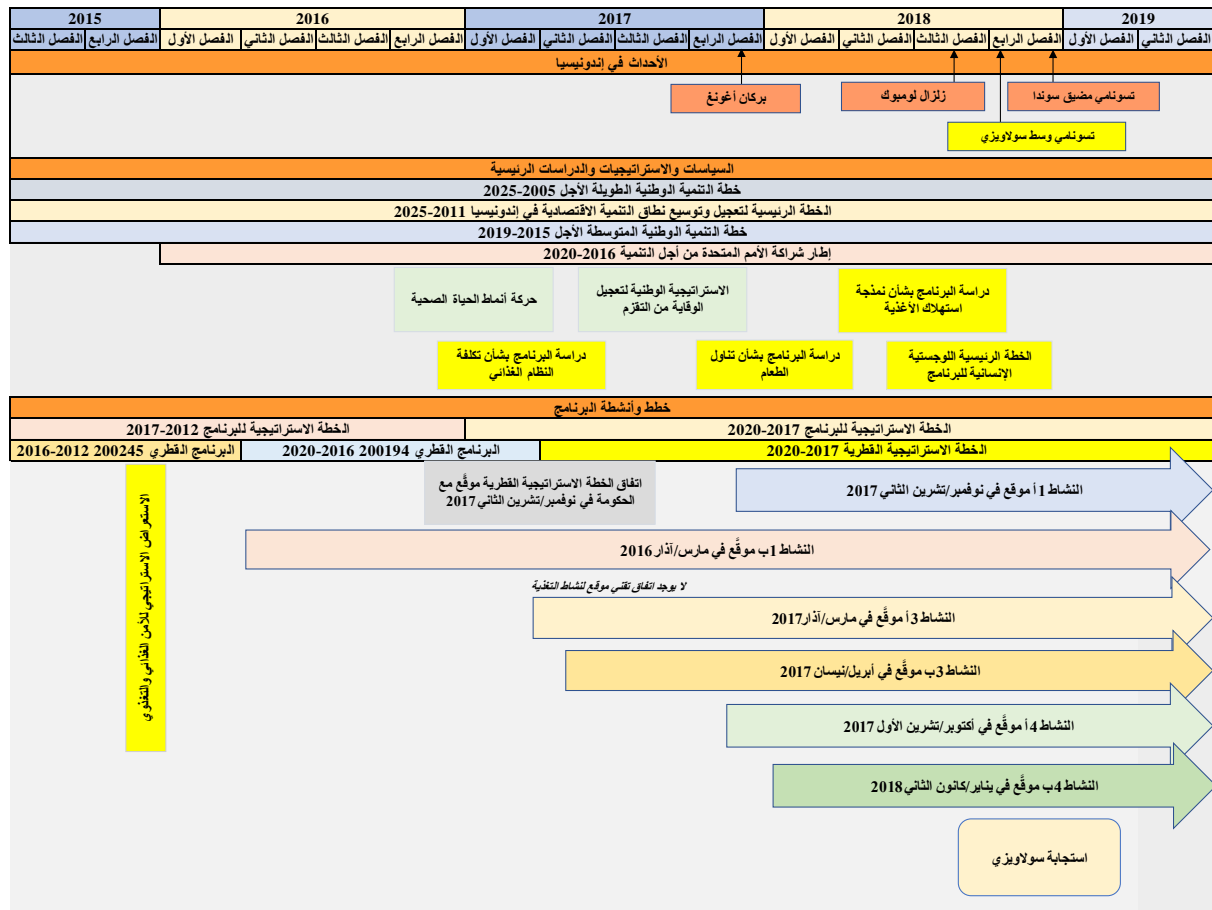 2015
2016
2017
2018
2019
الفصل الثالث
الفصل الرابع
الفصل الأول
الفصل الثاني
الفصل الثالث
الفصل الرابع
الفصل الأول
الفصل الثاني
الفصل الثالث
الفصل الرابع
الفصل الأول
الفصل الثاني
الفصل الثالث
الفصل الرابع
الفصل الأول
الفصل الثاني
الأحداث في إندونيسيا
بركان أغونغ
زلزال لومبوك
تسونامي مضيق سوندا
تسونامي وسط سولاويزي
السياسات والاستراتيجيات والدراسات الرئيسية
خطة التنمية الوطنية الطويلة الأجل 2005-2025
الخطة الرئيسية لتعجيل وتوسيع نطاق التنمية الاقتصادية في إندونيسيا 2011-2025
خطة التنمية الوطنية المتوسطة الأجل 2015-2019
إطار شراكة الأمم المتحدة من أجل التنمية 2016-2020
حركة أنماط الحياة الصحية
الاستراتيجية الوطنية لتعجيل
الوقاية من التقزم
دراسة البرنامج بشأن نمذجة
استهلاك الأغذية
دراسة البرنامج بشأن تكلفة
النظام الغذائي
دراسة البرنامج بشأن تناول
الطعام
الخطة الرئيسية اللوجستية
الإنسانية للبرنامج
خطط وأنشطة البرنامج
الخطة الاستراتيجية للبرنامج 2012-2017
الخطة الاستراتيجية للبرنامج 2017-2020
البرنامج القطري 200245 2012-2016
البرنامج القطري 200194 2016-2020
الخطة الاستراتيجية القطرية 2017-2020
الاستعراض الاستراتيجي للأمن الغذائي والتغذوي
اتفاق الخطة الاستراتيجية القطرية موقَّع مع
الحكومة في نوفمبر/تشرين الثاني 2017
النشاط 1أ موقع في نوفمبر/تشرين الثاني 2017
النشاط 1ب موقَّع في مارس/آذار 2016
لا يوجد اتفاق تقني موقع لنشاط التغذية
النشاط 3أ موقَّع في مارس/آذار2017
النشاط 3ب موقَّع في أبريل/نيسان 2017
النشاط 4أ موقَّع في أكتوبر/تشرين الأول 2017
النشاط 4ب موقَّع في يناير/كانون الثاني 2018
استجابة سولاويزي